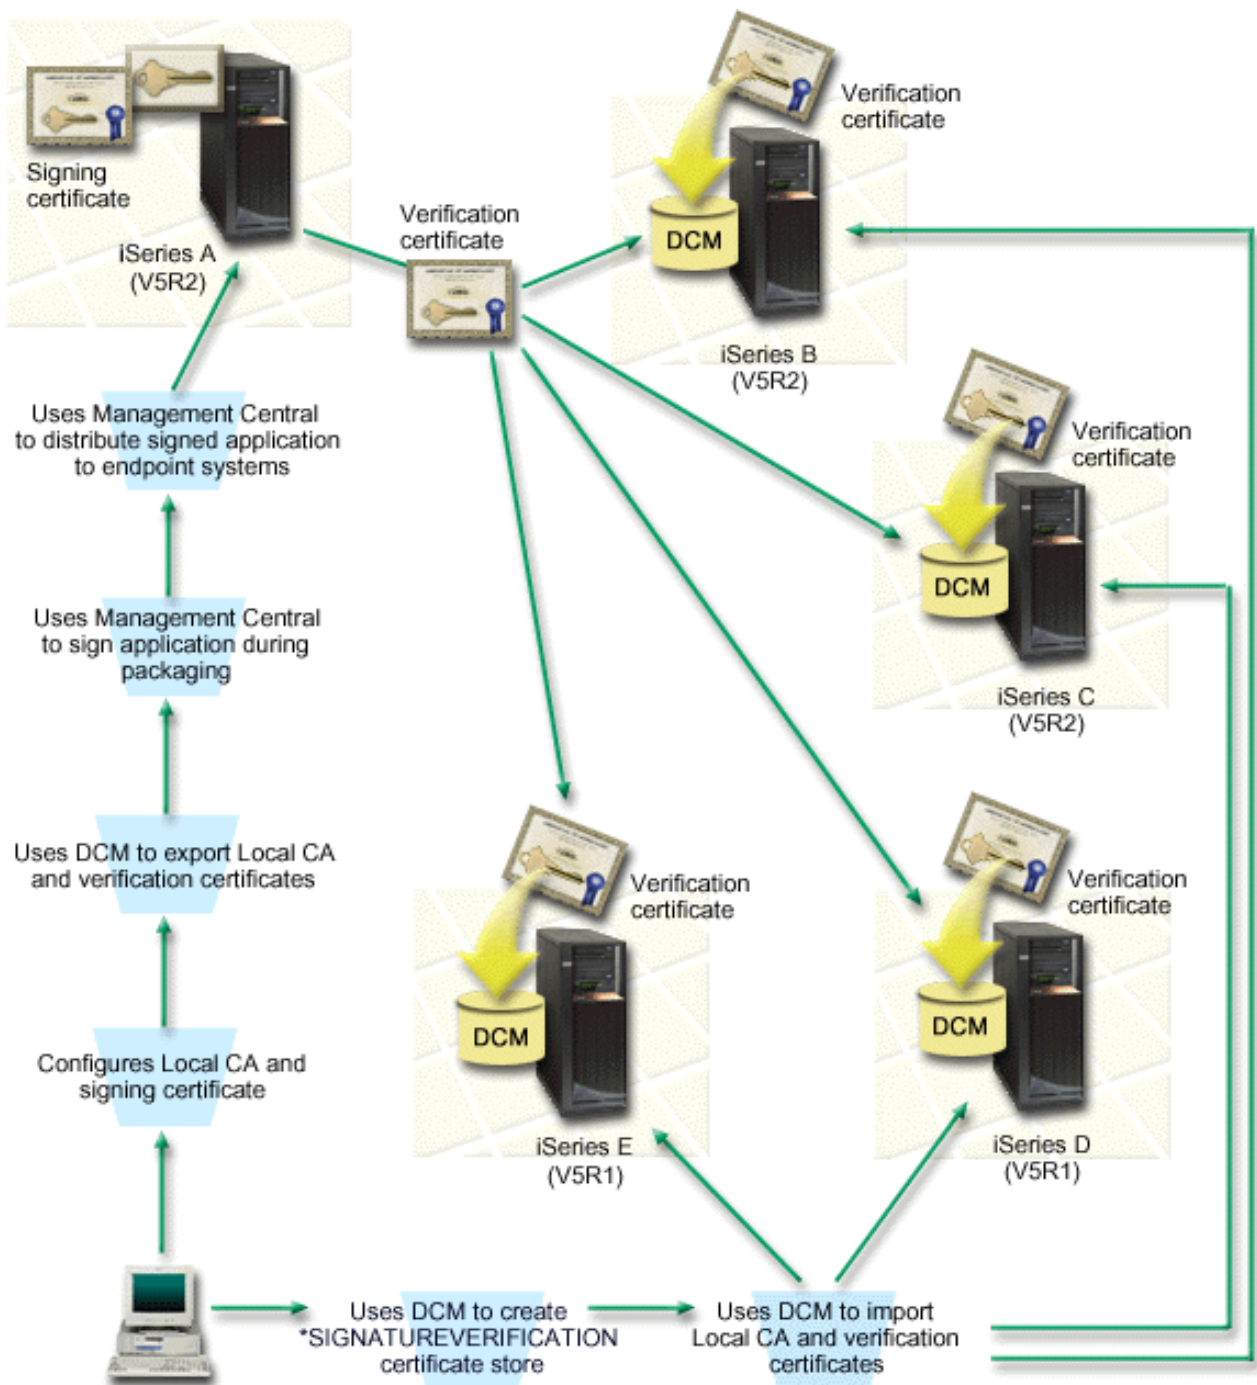 Signing
certificate
iSeries A
(V5R2)
Verification
certificate
Verification
certificate
DCM
iSeries B
(V5R2)
Verification
certificate
DCM
iSeries C
(V5R2)
Uses Management Central
to distribute signed application
to endpoint systems
Uses Management Central
to sign application during
packaging
Uses DCM to export Local CA
and verification certificates
Configures Local CA and
signing certificate
Verification
certificate
DCM
iSeries E
(V5R1)
Verification
certificate
DCM
iSeries D
(V5R1)
Uses DCM to create
*SIGNATUREVERIFICATION
certificate store
Uses DCM to import
Local CA and verification
certificates